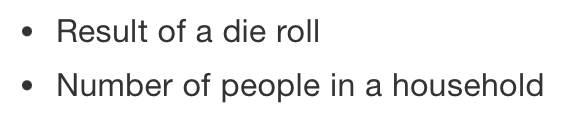 • Result of a die roll
• Number of people in a household